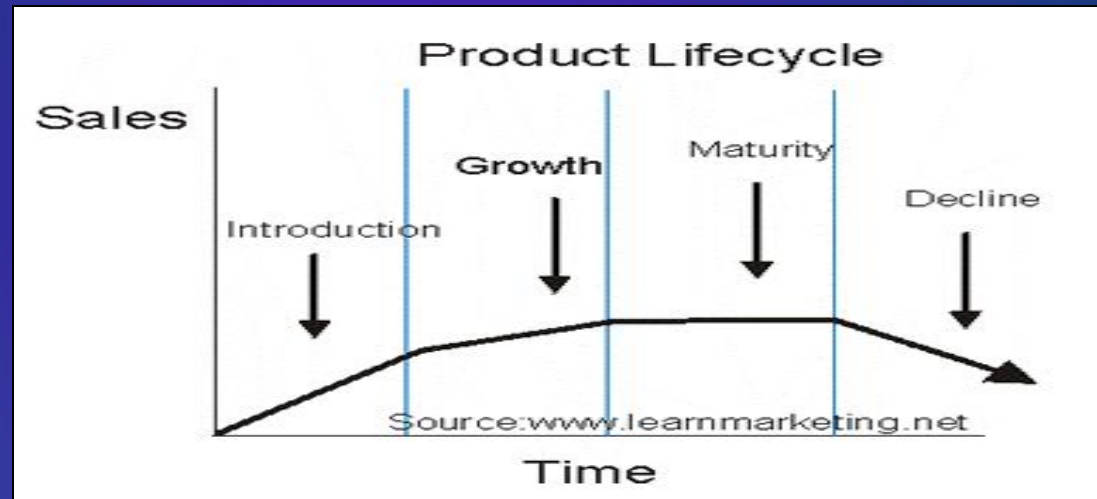 Product Lifecycle
Sales
Growth
Maturity
Decline
Introduction
Source:www.learnmarketing.net
Time